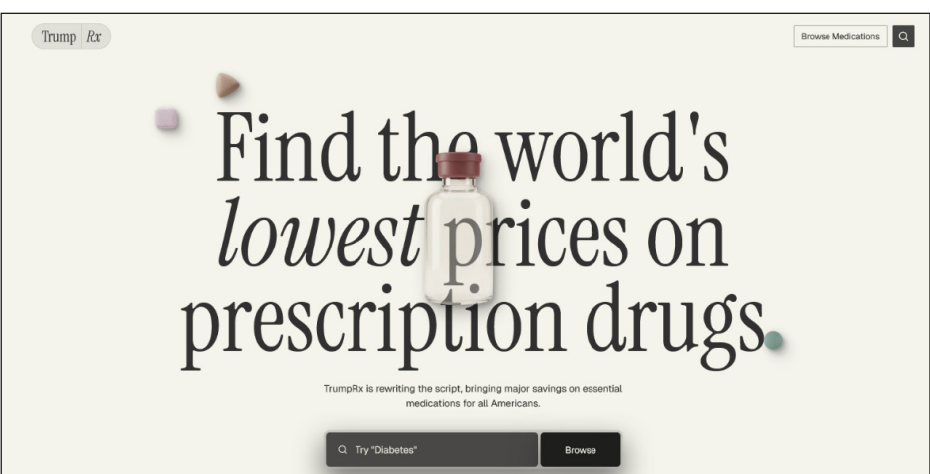 Trump Rx
Browse Medications
Find the world's
lowest prices on
prescription drugs
TrumpRx is rewriting the script, bringing major savings on essential
medications for all Americans.
Try "Diabetes"
Browse